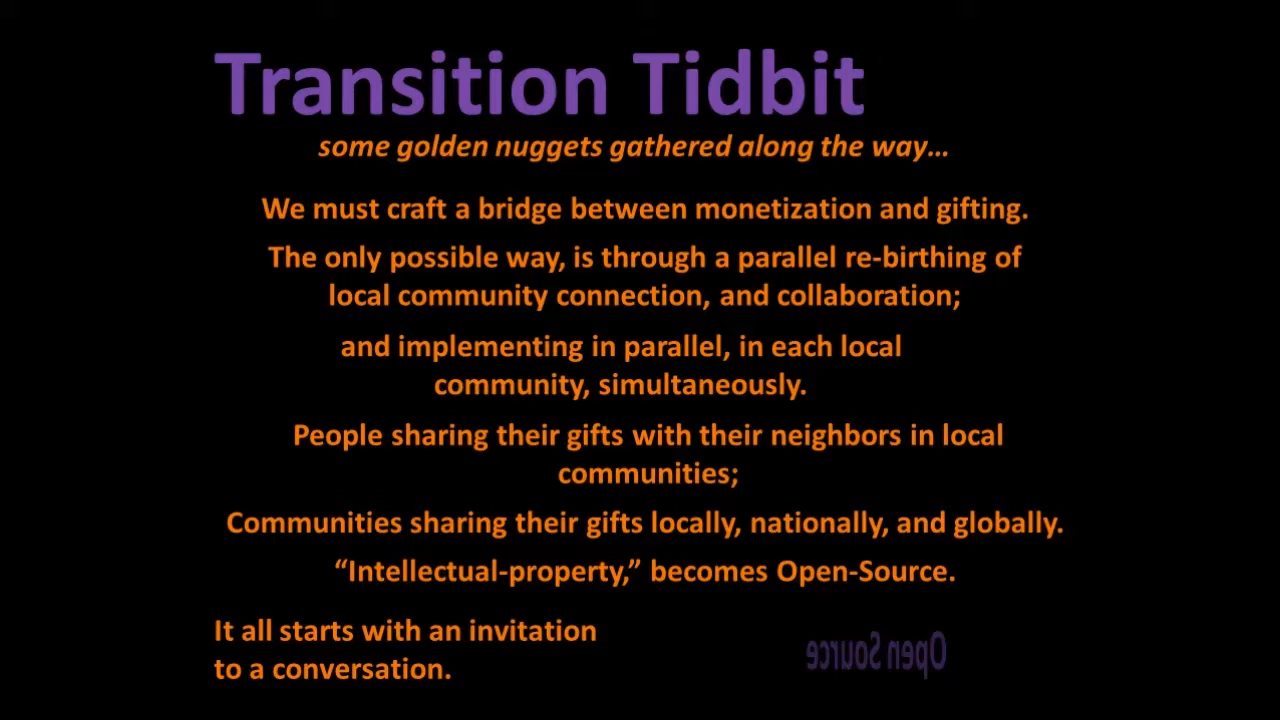 Transition Tidbit
some golden nuggets gathered along the way…
We must craft a bridge between monetization and gifting.
The only possible way, is through a parallel re-birthing of
local community connection, and collaboration;
and implementing in parallel, in each local
community, simultaneously.
People sharing their gifts with their neighbors in local
communities;
Communities sharing their gifts locally, nationally, and globally.
“Intellectual-property,” becomes Open-Source.
It all starts with an invitation
to a conversation.
Open Source